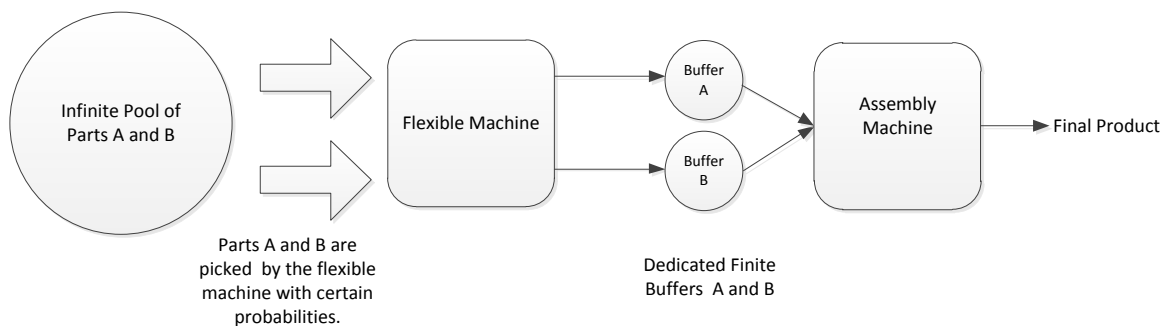 Infinite Pool of
Parts A and B
Flexible Machine
Buffer
A
Buffer
B
Assembly
Machine
Final Product
Parts A and B are
picked by the flexible
machine with certain
probabilities.
Dedicated Finite
Buffers A and B